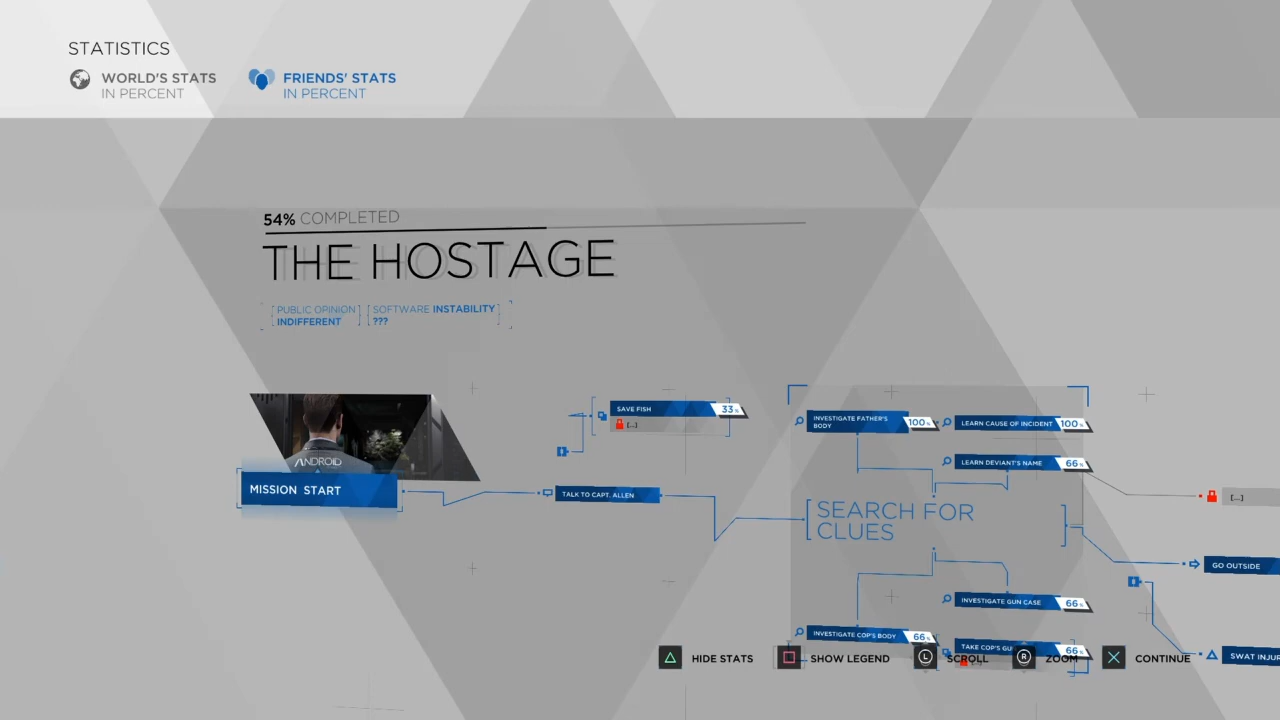 STATISTICS
WORLD'S STATS
IN PERCENT
FRIENDS' STATS
IN PERCENT
54% COMPLETED
THE HOSTAGE
PUBLIC OPINION
INDIFFERENT
SOFTWARE INSTABILITY
???
ANDROID
MISSION START
SAVE FISH
33%
[...]
TALK TO CAPT. ALLEN
INVESTIGATE FATHER'S
BODY
100%
LEARN CAUSE OF INCIDENT
100%
LEARN DEVIANT'S NAME
66%
SEARCH FOR
CLUES
[...]
GO OUTSIDE
INVESTIGATE GUN CASE
66%
INVESTIGATE COP'S BODY
66%
TAKE COP'S
66%
SWAT
HIDE STATS
SHOW LEGEND
L
SCROLL
R
ZOOM
CONTINUE